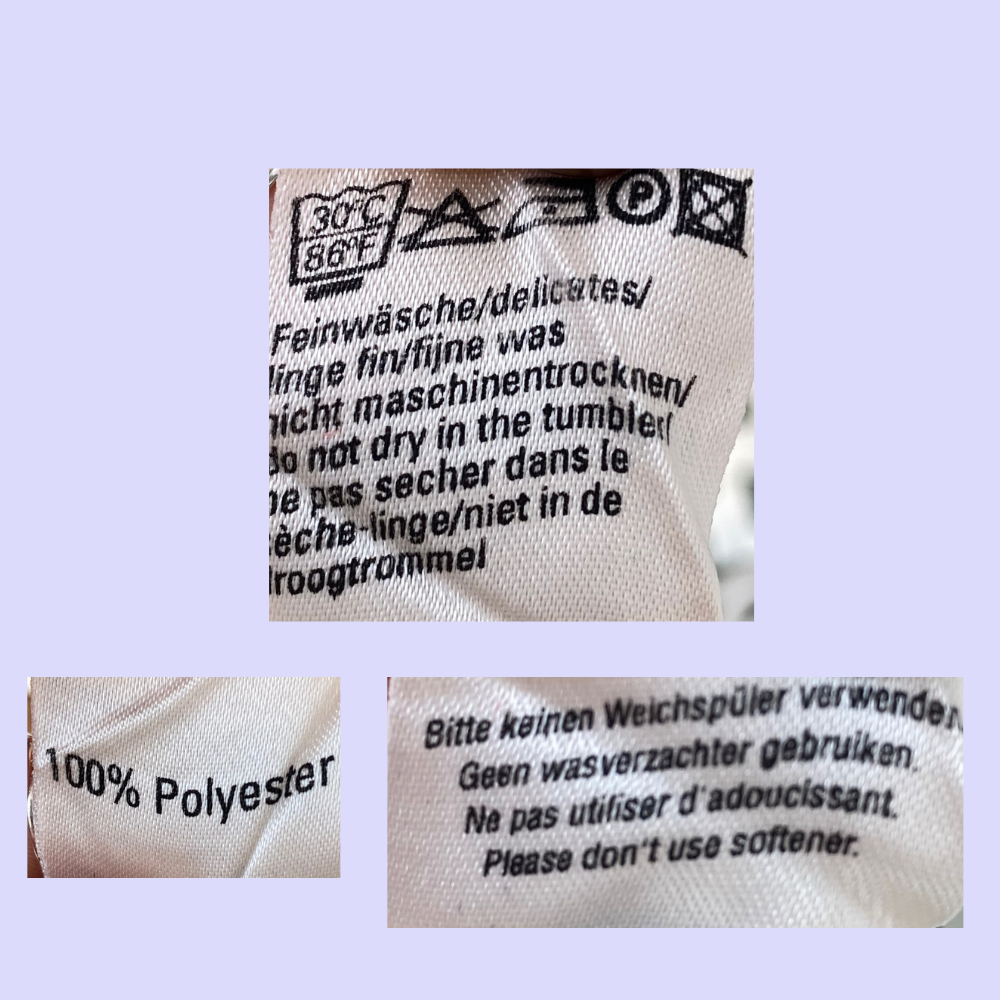 30°C
86°F
P
Feinwäsche/delicates/
linge fin/fijne was
nicht maschinentrocknen/
do not dry in the tumbler/
ne pas secher dans le
sèche-linge/niet in de
droogtrommel
100% Polyester
Bitte keinen Weichspüler verwenden.
Geen wasverzachter gebruiken.
Ne pas utiliser d'adoucissant.
Please don't use softener.